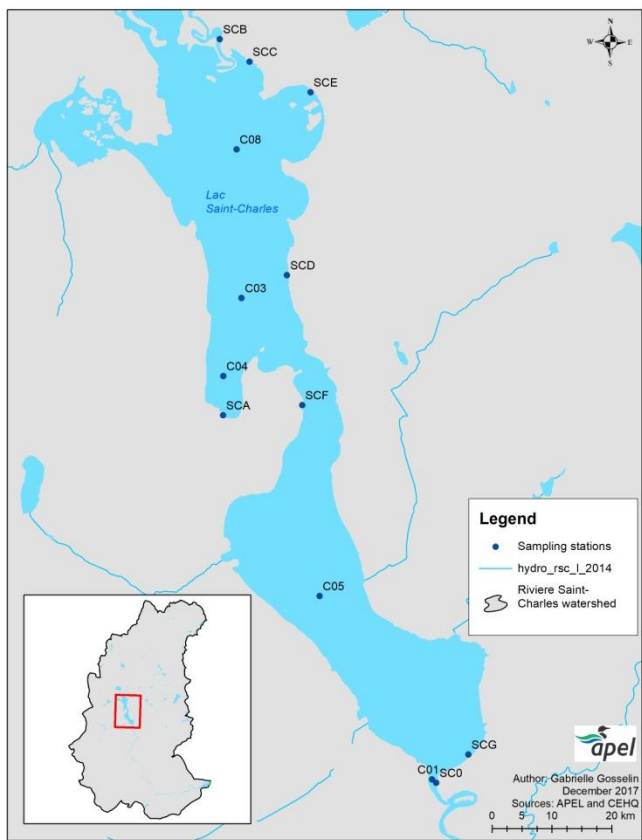 SCB
SCC
SCE
N
W E
S
C08
Lac
Saint-Charles
SCD
C03
C04
SCA
SCF
C05
Legend
Sampling stations
hydro_rsc_l_2014
Riviere Saint-
Charles watershed
SCG
C01
SC0
apel
Author: Gabrielle Gosselin
December 2017
Sources: APEL and CEHQ
0 5 10 20 km